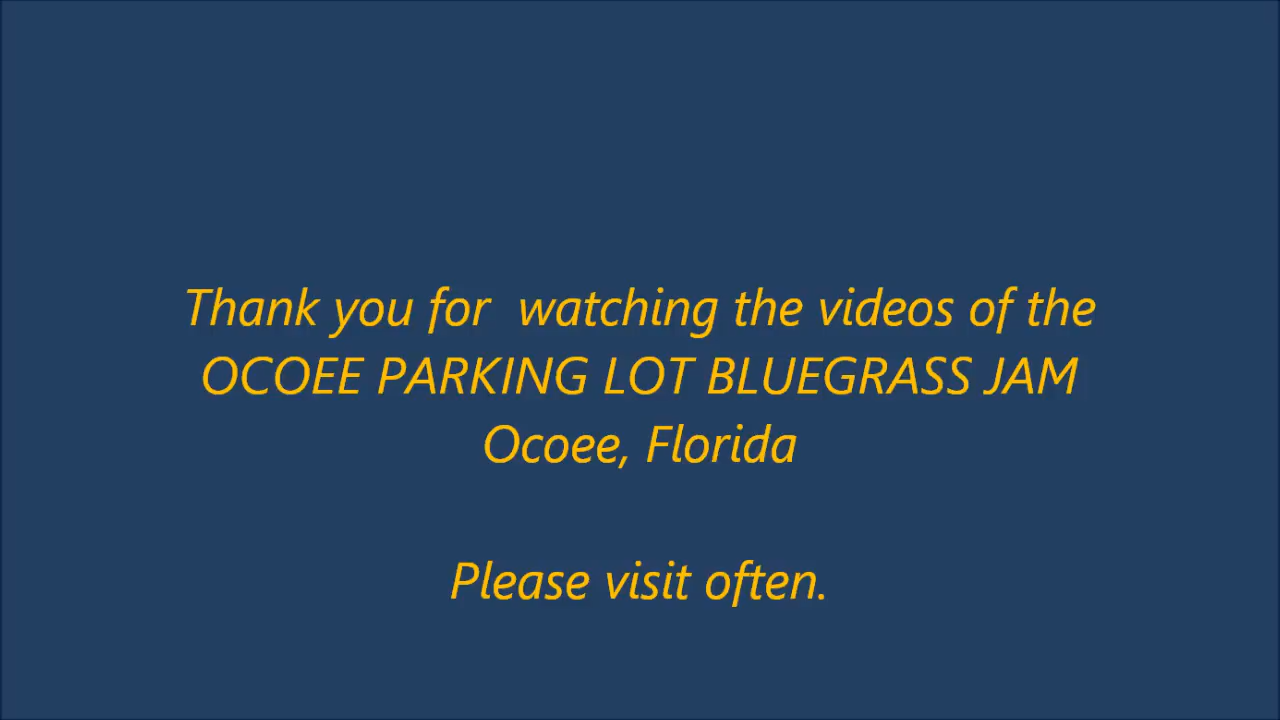 Thank you for  watching the videos of the
OCOEE PARKING LOT BLUEGRASS JAM
Ocoee, Florida
Please visit often.